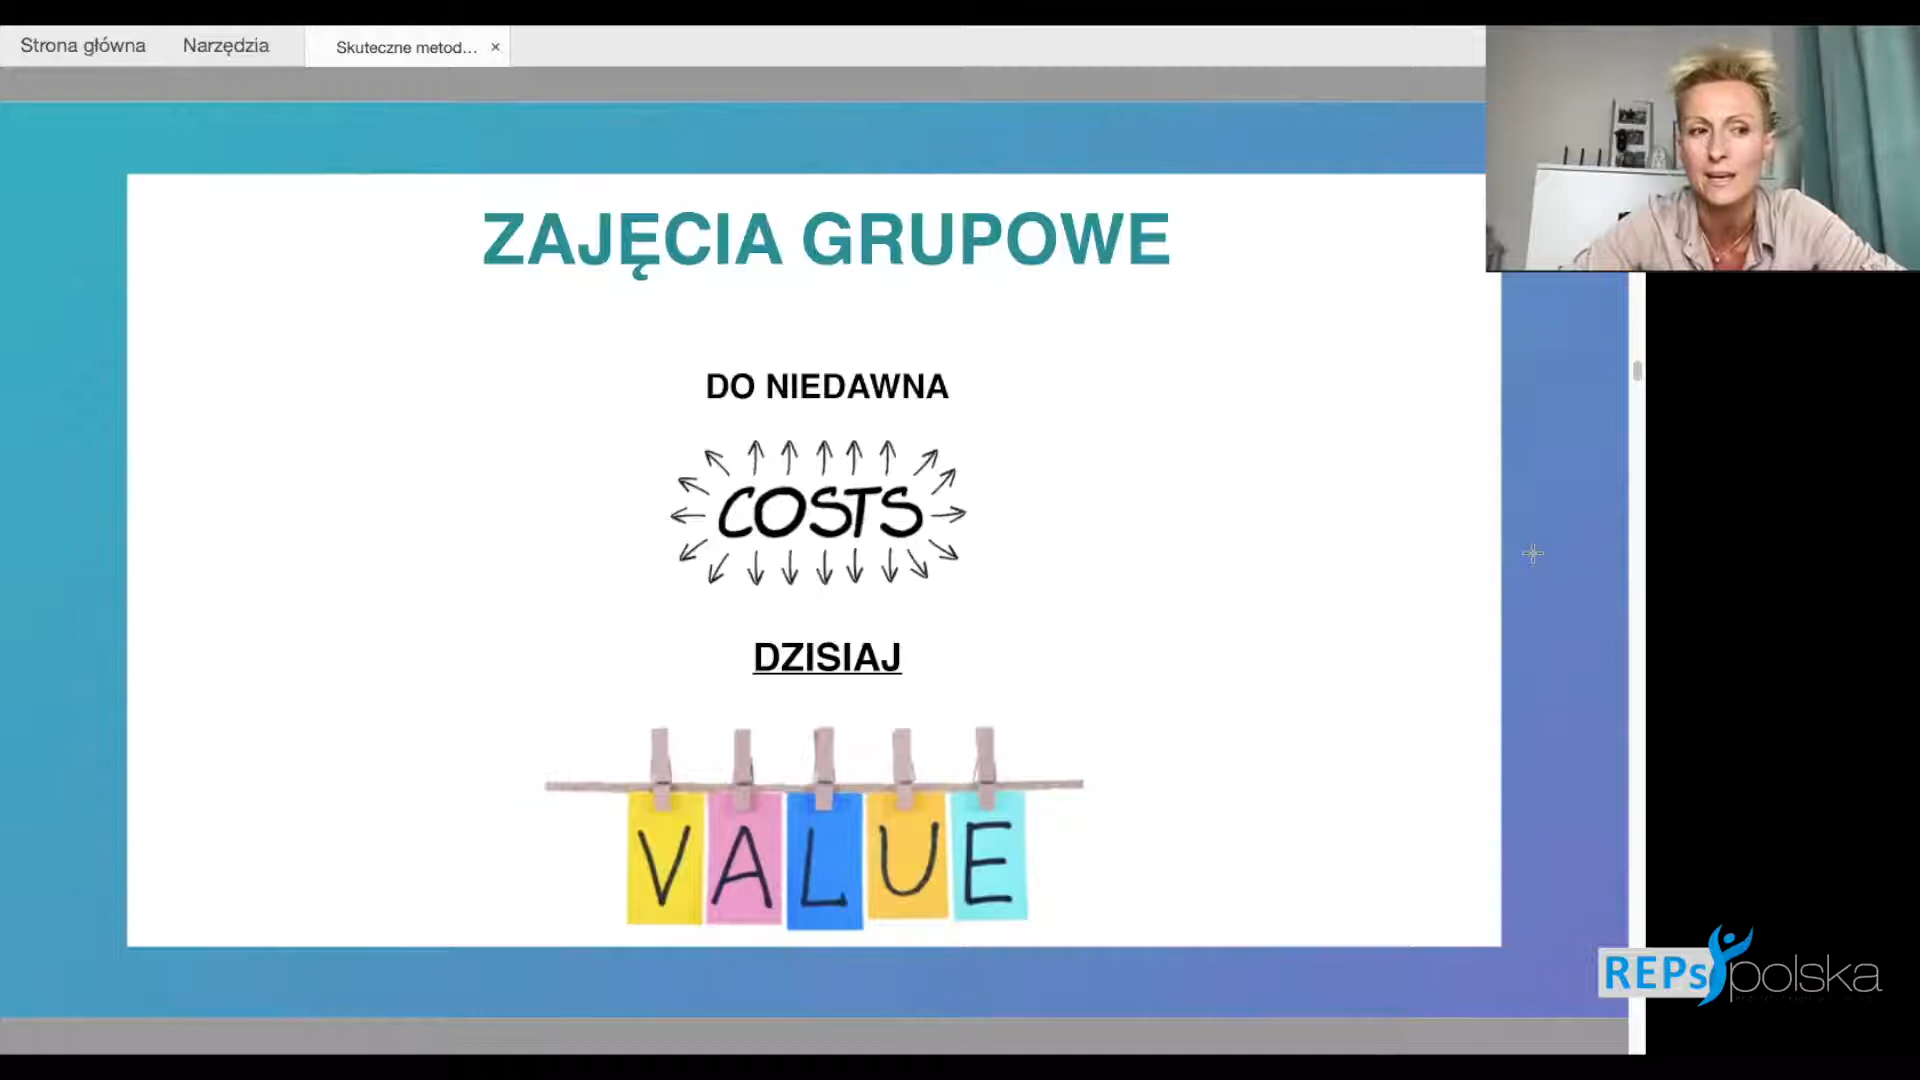 Strona główna
Narzędzia
Skuteczne metod...
ZAJĘCIA GRUPOWE
DO NIEDAWNA
COSTS
DZISIAJ
VALUE
REPs polska